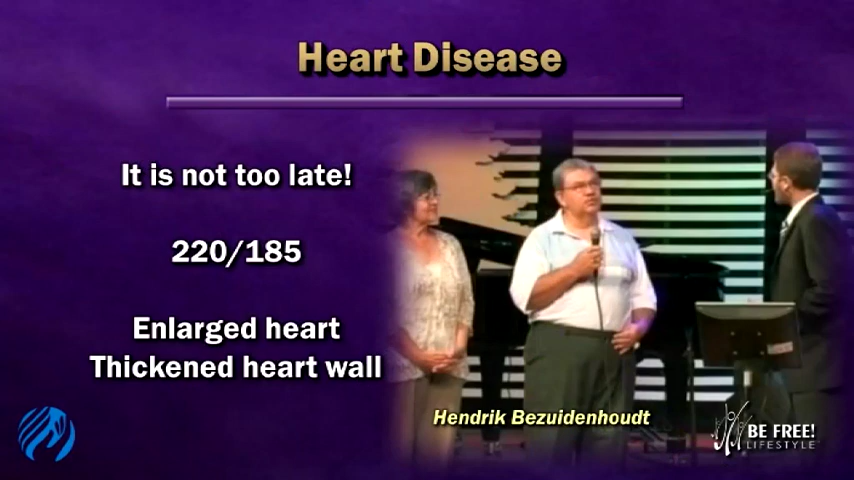 Heart Disease
It is not too late!
220/185
Enlarged heart
Thickened heart wall
Hendrik Bezuidenhoudt
BE FREE!
LIFESTYLE